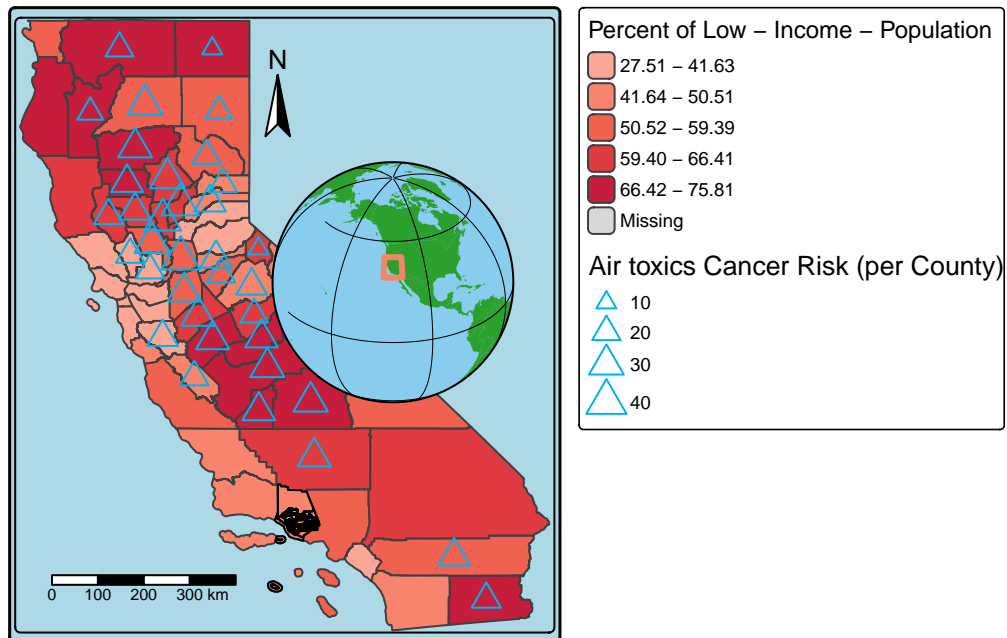 N
0 100 200 300 km
Percent of Low – Income – Population
27.51 – 41.63
41.64 – 50.51
50.52 – 59.39
59.40 – 66.41
66.42 – 75.81
Missing
Air toxics Cancer Risk (per County)
10
20
30
40